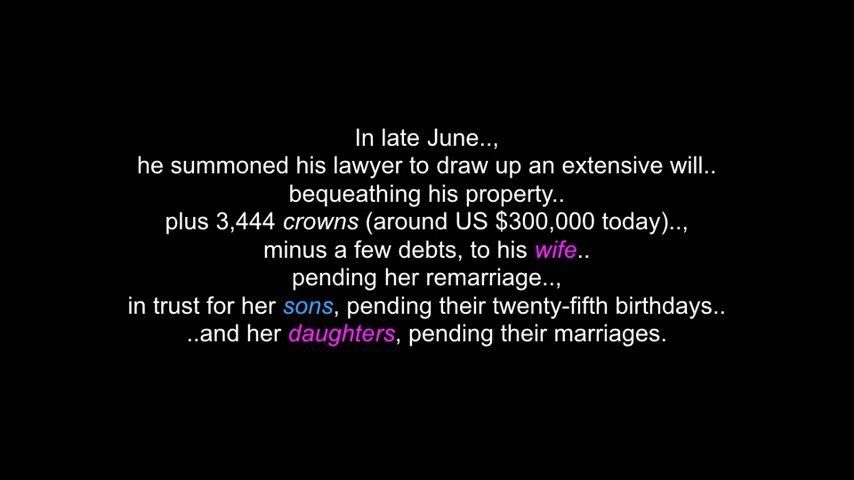 In late June..,
he summoned his lawyer to draw up an extensive will..
bequeathing his property..
plus 3,444 crowns (around US $300,000 today)..,
minus a few debts, to his wife..
pending her remarriage..,
in trust for her sons, pending their twenty-fifth birthdays..
..and her daughters, pending their marriages.